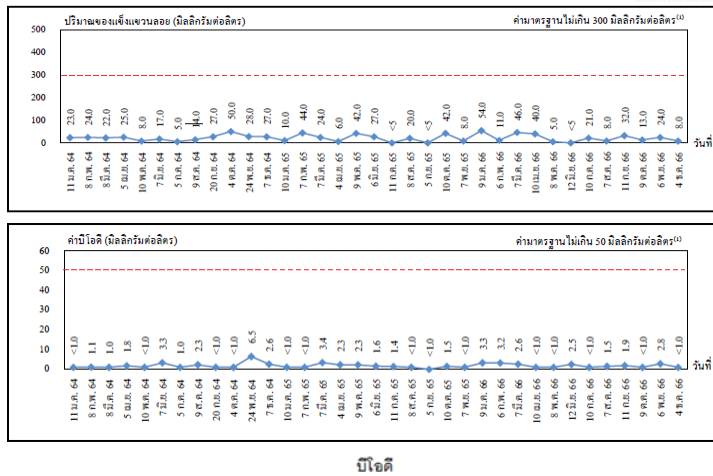 ปริมาณของแข็งแขวนลอย (มิลลิกรัมต่อลิตร) ค่ามาตรฐานไม่เกิน 300 มิลลิกรัมต่อลิตร⁽¹⁾
500
400
300
200
100
0
23.0 24.0 22.0 25.0 8.0 17.0 5.0 14.0 27.0 50.0 28.0 27.0 10.0 44.0 24.0 6.0 42.0 27.0 <5 20.0 <5 42.0 8.0 54.0 11.0 46.0 40.0 5.0 <5 21.0 8.0 32.0 13.0 24.0 8.0
วันที่
11 ม.ค. 64 8 ก.พ. 64 8 มี.ค. 64 5 เม.ย. 64 10 พ.ค. 64 7 มิ.ย. 64 5 ก.ค. 64 9 ส.ค. 64 20 ก.ย. 64 4 ต.ค. 64 24 พ.ย. 64 7 ธ.ค. 64 10 ม.ค. 65 7 ก.พ. 65 7 มี.ค. 65 4 เม.ย. 65 9 พ.ค. 65 6 มิ.ย. 65 11 ก.ค. 65 8 ส.ค. 65 5 ก.ย. 65 10 ต.ค. 65 7 พ.ย. 65 9 ม.ค. 66 6 ก.พ. 66 7 มี.ค. 66 10 เม.ย. 66 8 พ.ค. 66 12 มิ.ย. 66 10 ก.ค. 66 7 ส.ค. 66 11 ก.ย. 66 9 ต.ค. 66 6 พ.ย. 66 4 ธ.ค. 66
ค่าบีโอดี (มิลลิกรัมต่อลิตร) ค่ามาตรฐานไม่เกิน 50 มิลลิกรัมต่อลิตร⁽¹⁾
60
50
40
30
20
10
0
<1.0 1.1 1.0 1.8 <1.0 3.3 1.0 2.3 <1.0 <1.0 6.5 2.6 <1.0 <1.0 3.4 2.3 2.3 1.6 1.4 <1.0 <1.0 1.5 <1.0 3.3 3.2 2.6 <1.0 <1.0 2.5 <1.0 1.5 1.9 <1.0 2.8 <1.0
วันที่
11 ม.ค. 64 8 ก.พ. 64 8 มี.ค. 64 5 เม.ย. 64 10 พ.ค. 64 7 มิ.ย. 64 5 ก.ค. 64 9 ส.ค. 64 20 ก.ย. 64 4 ต.ค. 64 24 พ.ย. 64 7 ธ.ค. 64 10 ม.ค. 65 7 ก.พ. 65 7 มี.ค. 65 4 เม.ย. 65 9 พ.ค. 65 6 มิ.ย. 65 11 ก.ค. 65 8 ส.ค. 65 5 ก.ย. 65 10 ต.ค. 65 7 พ.ย. 65 9 ม.ค. 66 6 ก.พ. 66 7 มี.ค. 66 10 เม.ย. 66 8 พ.ค. 66 12 มิ.ย. 66 10 ก.ค. 66 7 ส.ค. 66 11 ก.ย. 66 9 ต.ค. 66 6 พ.ย. 66 4 ธ.ค. 66
บีโอดี